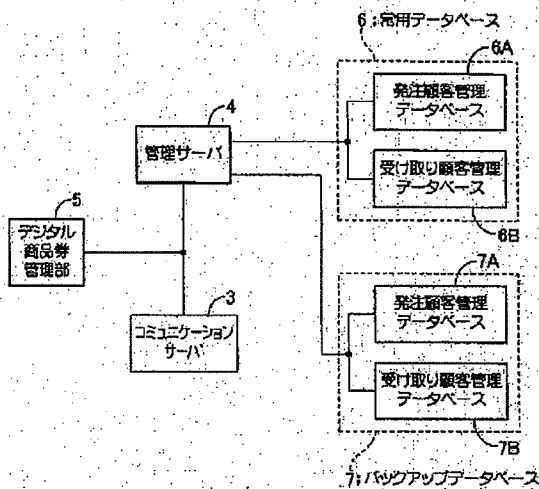 6:常用データベース
6A
発注顧客管理
データベース
4
管理サーバ
受け取り顧客管理
データベース
6B
5
デジタル
商品券
管理部
7A
発注顧客管理
データベース
3
コミュニケーション
サーバ
受け取り顧客管理
データベース
7B
7:バックアップデータベース